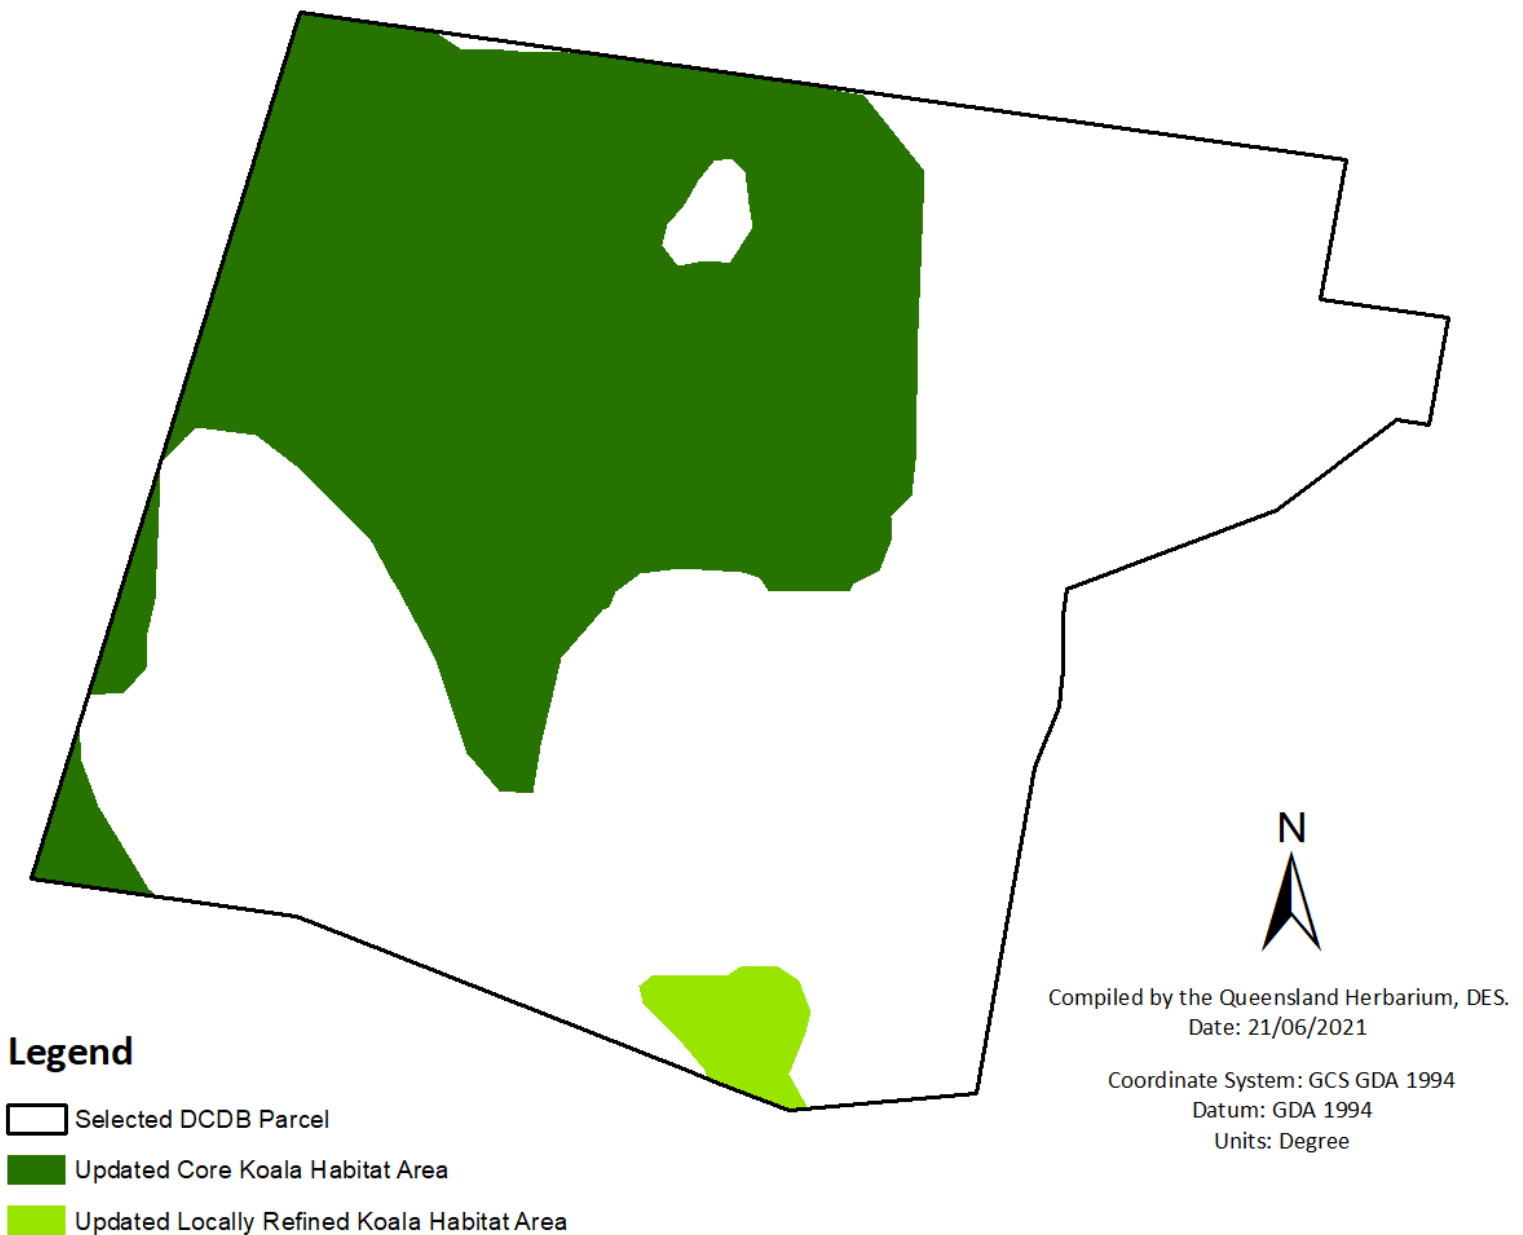 N
Compiled by the Queensland Herbarium, DES.
Date: 21/06/2021
Coordinate System: GCS GDA 1994
Datum: GDA 1994
Units: Degree
Legend
Selected DCDB Parcel
Updated Core Koala Habitat Area
Updated Locally Refined Koala Habitat Area